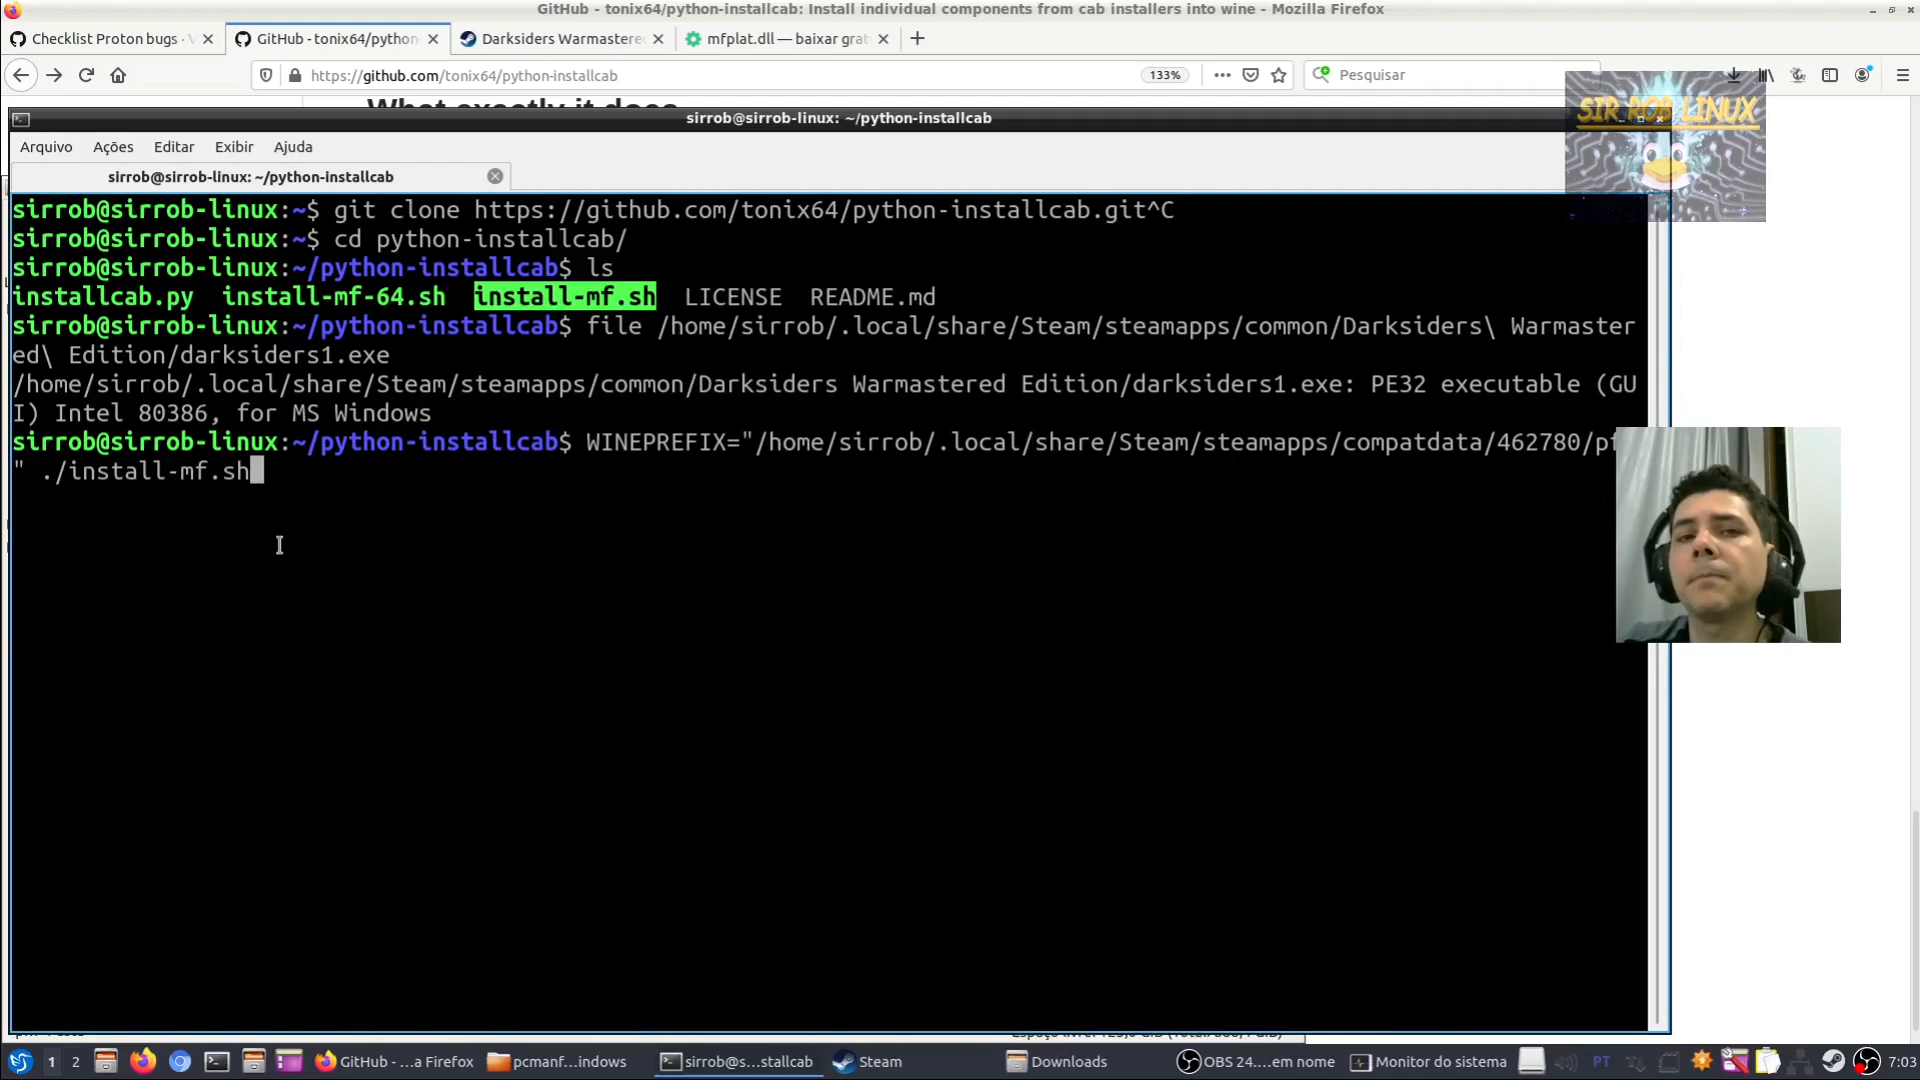 GitHub - tonix64/python-installcab: Install individual components from cab installers into wine - Mozilla Firefox
Checklist Proton bugs
GitHub - tonix64/python
Darksiders Warmastere
mfplat.dll — baixar grat
https://github.com/tonix64/python-installcab
133%
Pesquisar
What exactly it does
sirrob@sirrob-linux: ~/python-installcab
SIR ROB LINUX
Arquivo Ações Editar Exibir Ajuda
sirrob@sirrob-linux: ~/python-installcab
sirrob@sirrob-linux:~$ git clone https://github.com/tonix64/python-installcab.git^C
sirrob@sirrob-linux:~$ cd python-installcab/
sirrob@sirrob-linux:~/python-installcab$ ls
installcab.py install-mf-64.sh install-mf.sh LICENSE README.md
sirrob@sirrob-linux:~/python-installcab$ file /home/sirrob/.local/share/Steam/steamapps/common/Darksiders\ Warmaster
ed\ Edition/darksiders1.exe
/home/sirrob/.local/share/Steam/steamapps/common/Darksiders Warmastered Edition/darksiders1.exe: PE32 executable (GU
I) Intel 80386, for MS Windows
sirrob@sirrob-linux:~/python-installcab$ WINEPREFIX="/home/sirrob/.local/share/Steam/steamapps/compatdata/462780/pf
" ./install-mf.sh
1 2 GitHub - ...a Firefox pcmanf...indows sirrob@s...stallcab Steam Downloads OBS 24....em nome Monitor do sistema PT 7:03